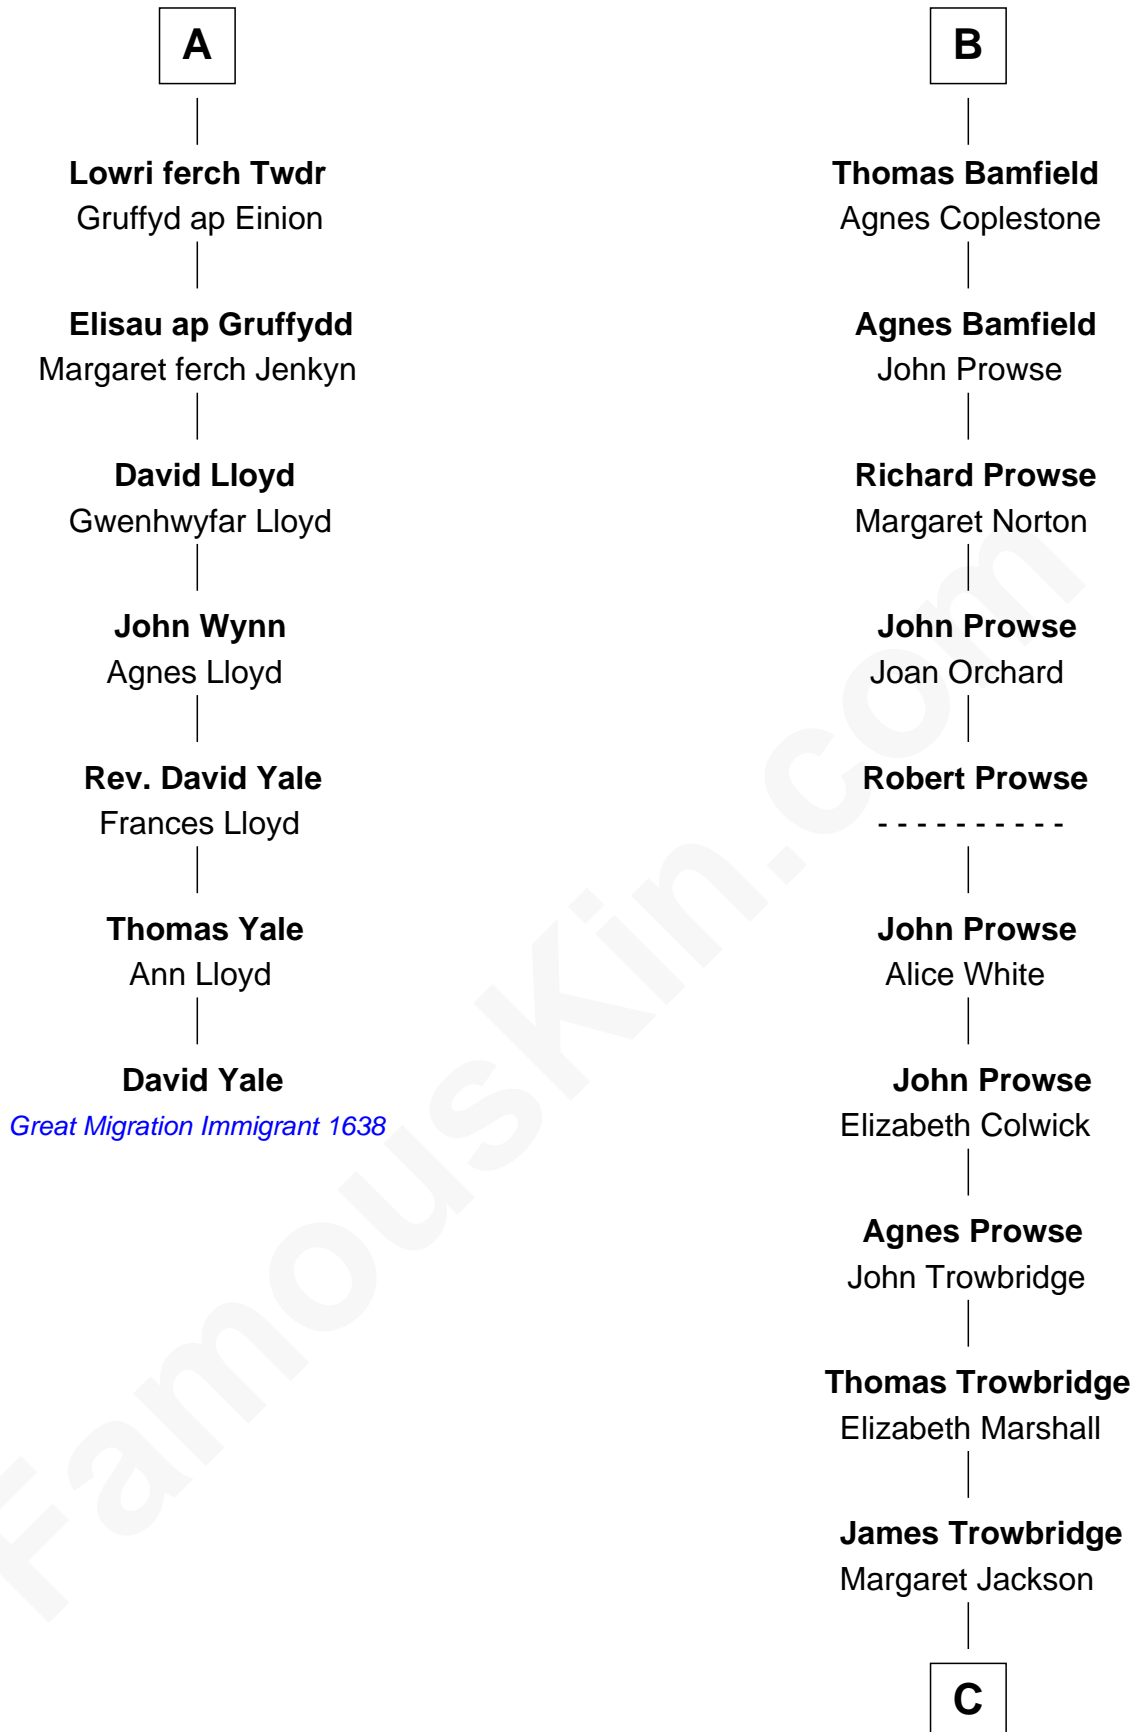 A
Lowri ferch Twdr
Gruffyd ap Einion
Elisau ap Gruffydd
Margaret ferch Jenkyn
David Lloyd
Gwenhwyfar Lloyd
John Wynn
Agnes Lloyd
Rev. David Yale
Frances Lloyd
Thomas Yale
Ann Lloyd
David Yale
Great Migration Immigrant 1638
B
Thomas Bamfield
Agnes Coplestone
Agnes Bamfield
John Prowse
Richard Prowse
Margaret Norton
John Prowse
Joan Orchard
Robert Prowse
- - - - - - - - - -
John Prowse
Alice White
John Prowse
Elizabeth Colwick
Agnes Prowse
John Trowbridge
Thomas Trowbridge
Elizabeth Marshall
James Trowbridge
Margaret Jackson
C
FamousKin.com